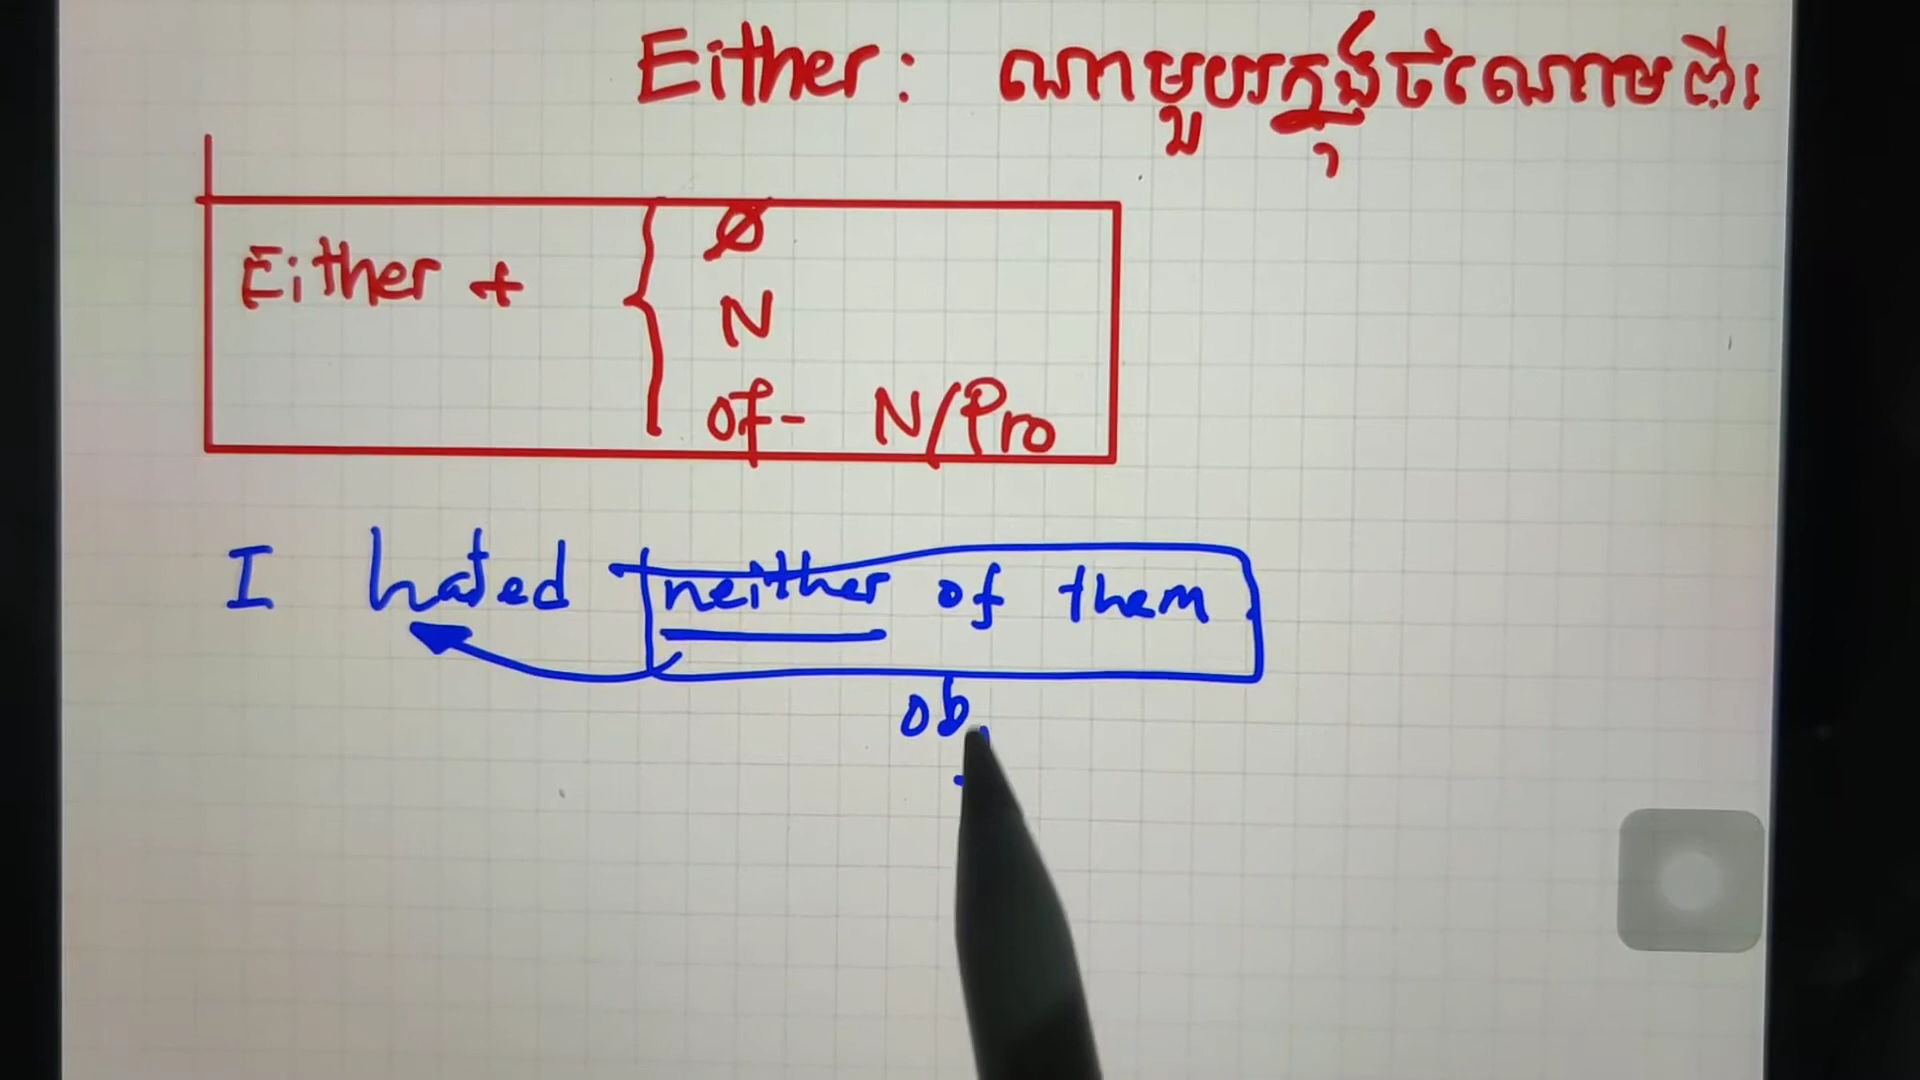 Either: ណាមួយក្នុងចំណោមពីរ
Either + { Ø
N
of- N/Pro
I hated neither of them
obj